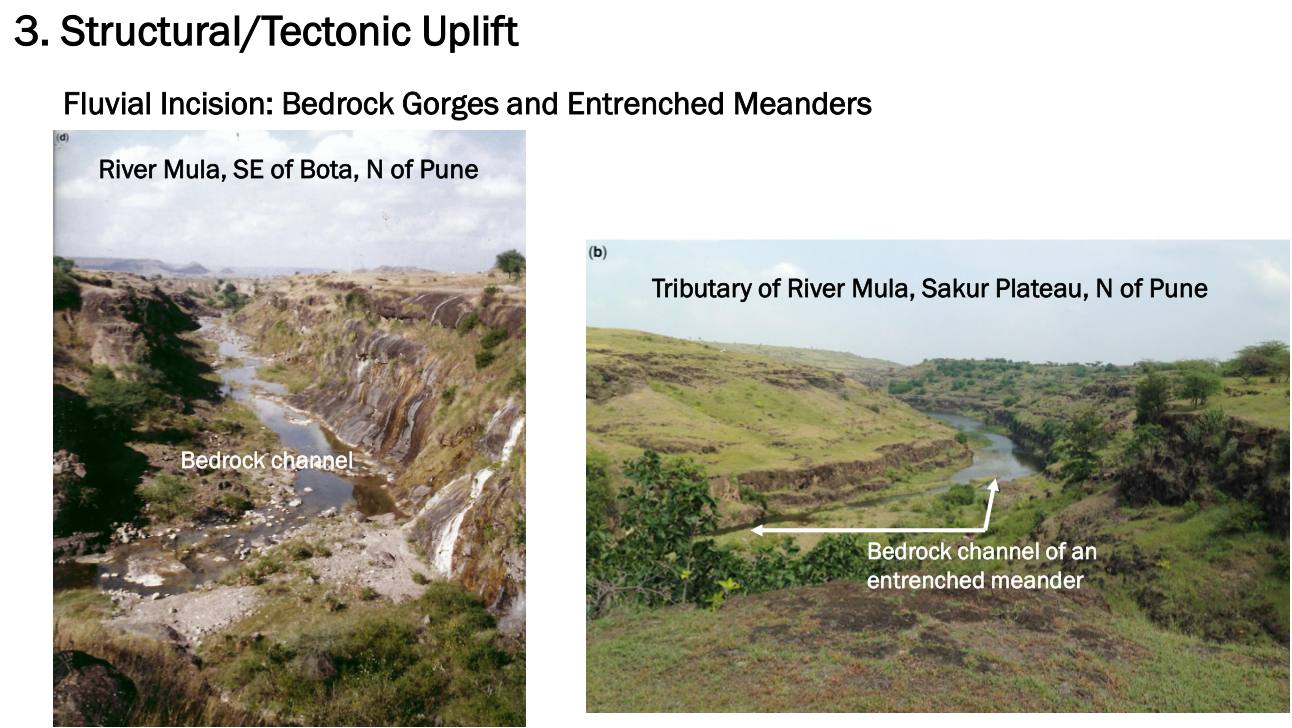 3. Structural/Tectonic Uplift
Fluvial Incision: Bedrock Gorges and Entrenched Meanders
(d)
River Mula, SE of Bota, N of Pune
Bedrock channel
(b)
Tributary of River Mula, Sakur Plateau, N of Pune
Bedrock channel of an
entrenched meander